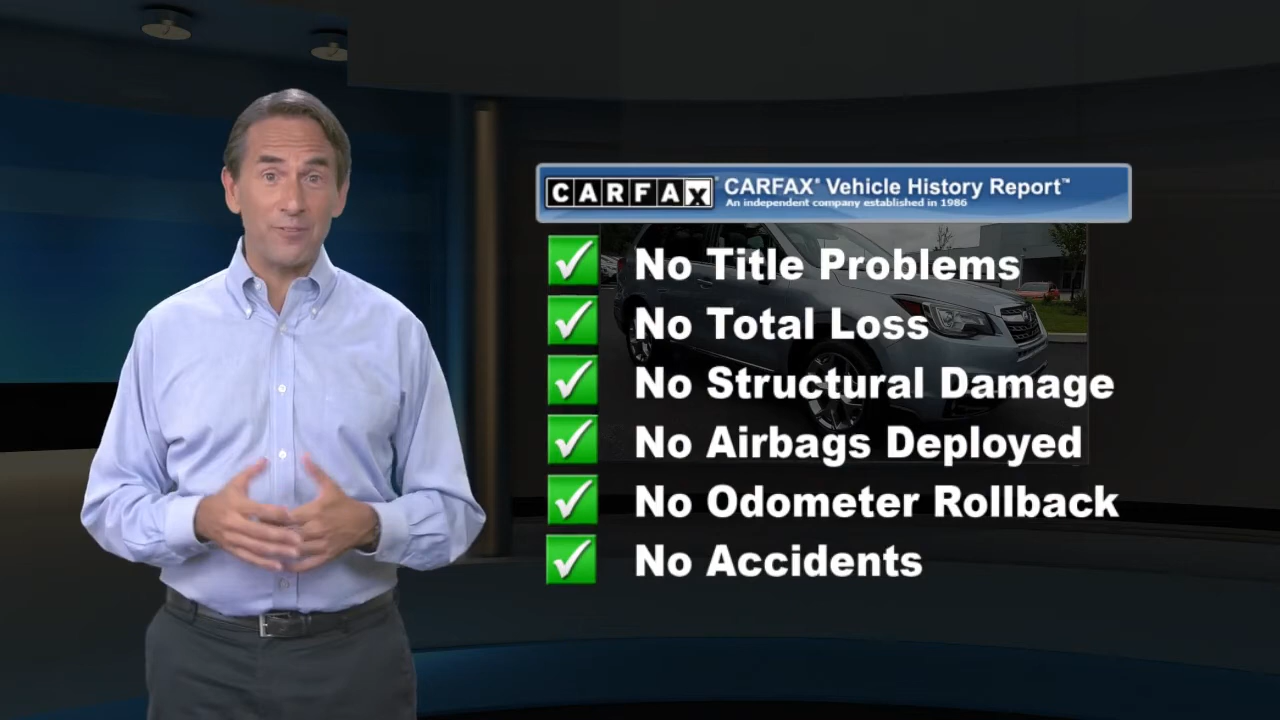 CARFAX® CARFAX® Vehicle History Report™
An independent company established in 1986
No Title Problems
No Total Loss
No Structural Damage
No Airbags Deployed
No Odometer Rollback
No Accidents